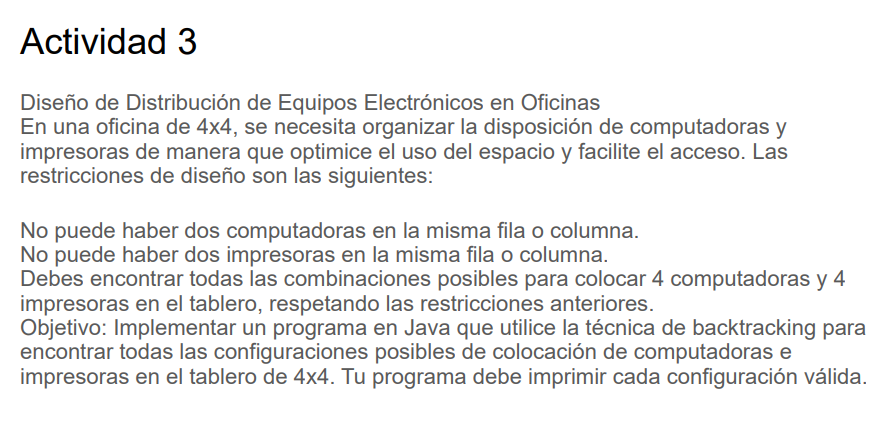 Actividad 3
Diseño de Distribución de Equipos Electrónicos en Oficinas
En una oficina de 4x4, se necesita organizar la disposición de computadoras y
impresoras de manera que optimice el uso del espacio y facilite el acceso. Las
restricciones de diseño son las siguientes:
No puede haber dos computadoras en la misma fila o columna.
No puede haber dos impresoras en la misma fila o columna.
Debes encontrar todas las combinaciones posibles para colocar 4 computadoras y 4
impresoras en el tablero, respetando las restricciones anteriores.
Objetivo: Implementar un programa en Java que utilice la técnica de backtracking para
encontrar todas las configuraciones posibles de colocación de computadoras e
impresoras en el tablero de 4x4. Tu programa debe imprimir cada configuración válida.